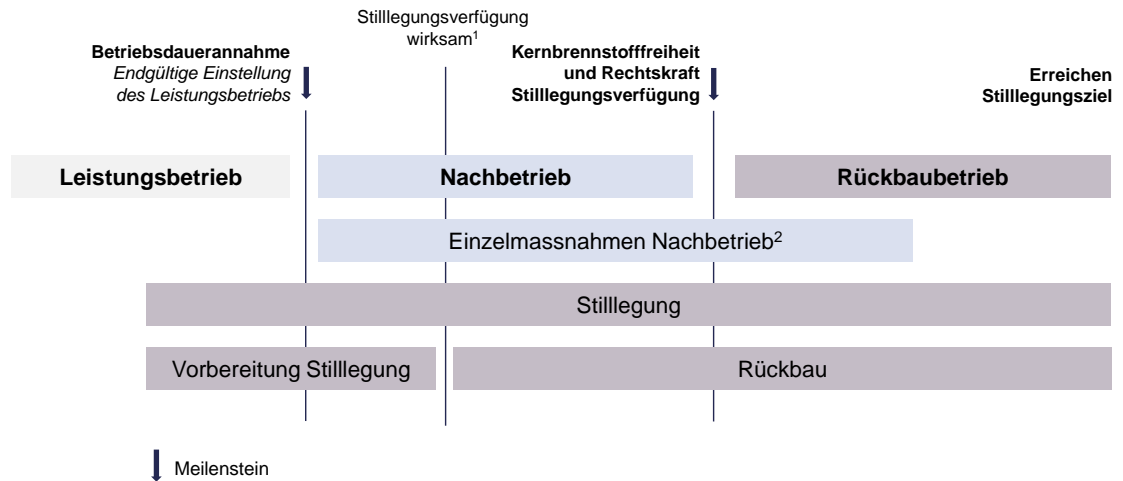 Stilllegungsverfügung
wirksam¹
Betriebsdauerannahme
Endgültige Einstellung
des Leistungsbetriebs
Kernbrennstofffreiheit
und Rechtskraft
Stilllegungsverfügung
Erreichen
Stilllegungsziel
Leistungsbetrieb
Nachbetrieb
Rückbaubetrieb
Einzelmassnahmen Nachbetrieb²
Stilllegung
Vorbereitung Stilllegung
Rückbau
Meilenstein